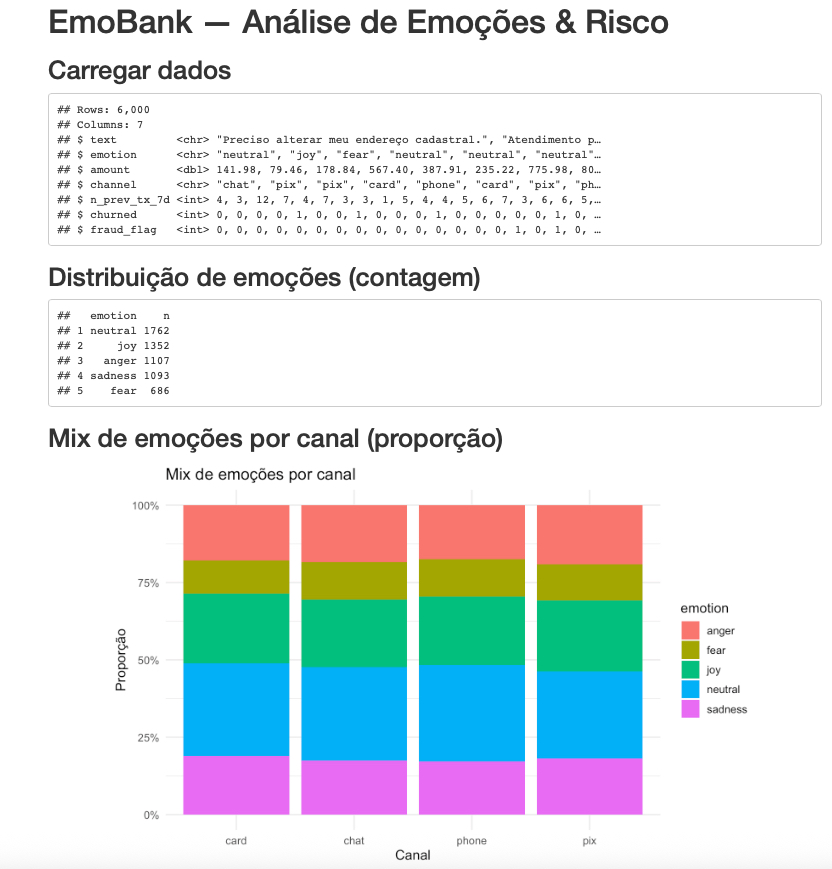 EmoBank — Análise de Emoções & Risco
Carregar dados
## Rows: 6,000
## Columns: 7
## $ text         <chr> "Preciso alterar meu endereço cadastral.", "Atendimento p…
## $ emotion      <chr> "neutral", "joy", "fear", "neutral", "neutral", "neutral"…
## $ amount       <dbl> 141.98, 79.46, 178.84, 567.40, 387.91, 235.22, 775.98, 80…
## $ channel      <chr> "chat", "pix", "pix", "card", "phone", "card", "pix", "ph…
## $ n_prev_tx_7d <int> 4, 3, 12, 7, 4, 7, 3, 3, 1, 5, 4, 4, 5, 6, 7, 3, 6, 6, 5,…
## $ churned      <int> 0, 0, 0, 0, 1, 0, 0, 1, 0, 0, 0, 1, 0, 0, 0, 0, 0, 1, 0, …
## $ fraud_flag   <int> 0, 0, 0, 0, 0, 0, 0, 0, 0, 0, 0, 0, 0, 0, 0, 1, 0, 1, 0, …
Distribuição de emoções (contagem)
##   emotion    n
## 1 neutral 1762
## 2     joy 1352
## 3   anger 1107
## 4 sadness 1093
## 5    fear  686
Mix de emoções por canal (proporção)
Mix de emoções por canal
100%
75%
50%
25%
0%
Proporção
card chat phone pix
Canal
emotion
anger
fear
joy
neutral
sadness